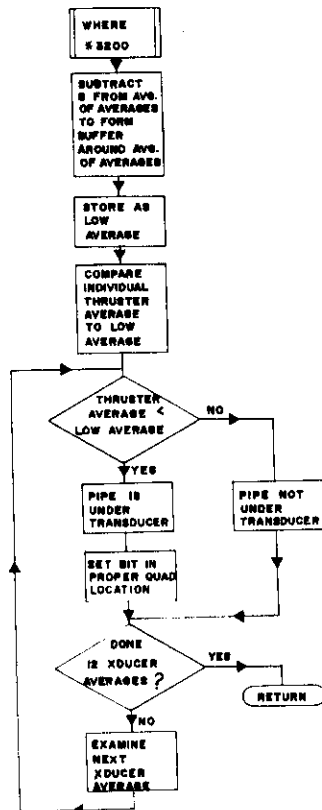 WHERE
%3200
SUBTRACT
8 FROM AVG.
OF AVERAGES
TO FORM
BUFFER
AROUND AVG.
OF AVERAGES
STORE AS
LOW
AVERAGE
COMPARE
INDIVIDUAL
THRUSTER
AVERAGE
TO LOW
AVERAGE
THRUSTER
AVERAGE <
LOW AVERAGE
NO
YES
PIPE IS
UNDER
TRANSDUCER
PIPE NOT
UNDER
TRANSDUCER
SET BIT IN
PROPER QUAD
LOCATION
DONE
12 XDUCER
AVERAGES?
YES
RETURN
NO
EXAMINE
NEXT
XDUCER
AVERAGE